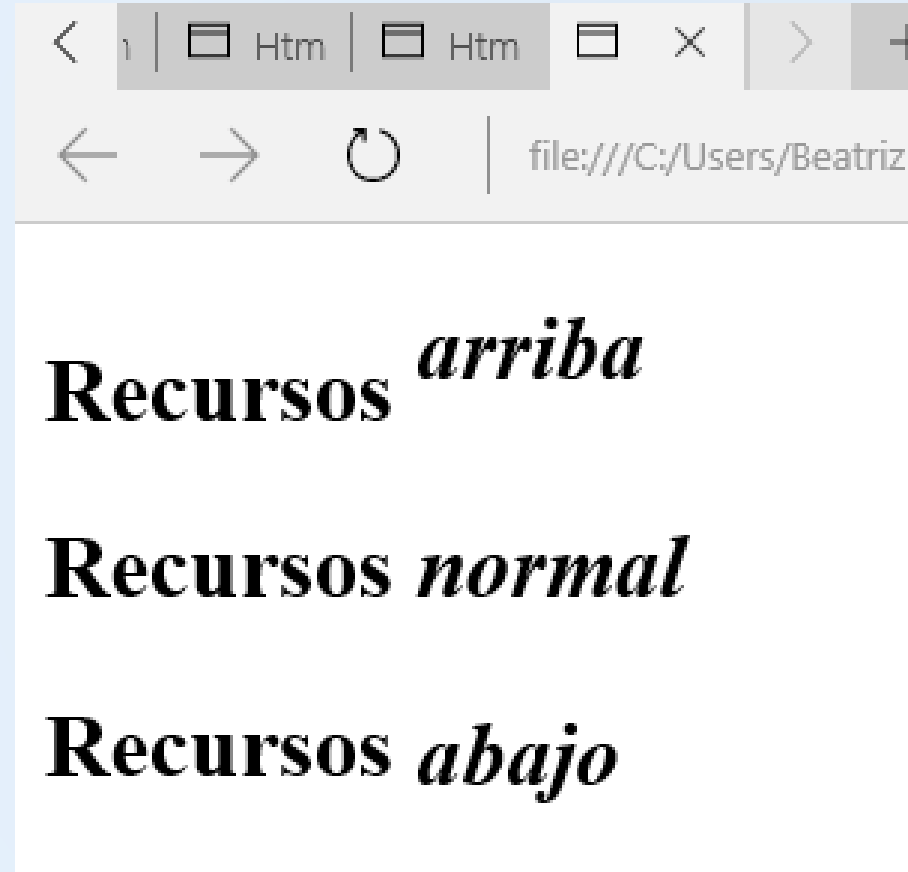 Htm Htm
file:///C:/Users/Beatriz
Recursos arriba
Recursos normal
Recursos abajo